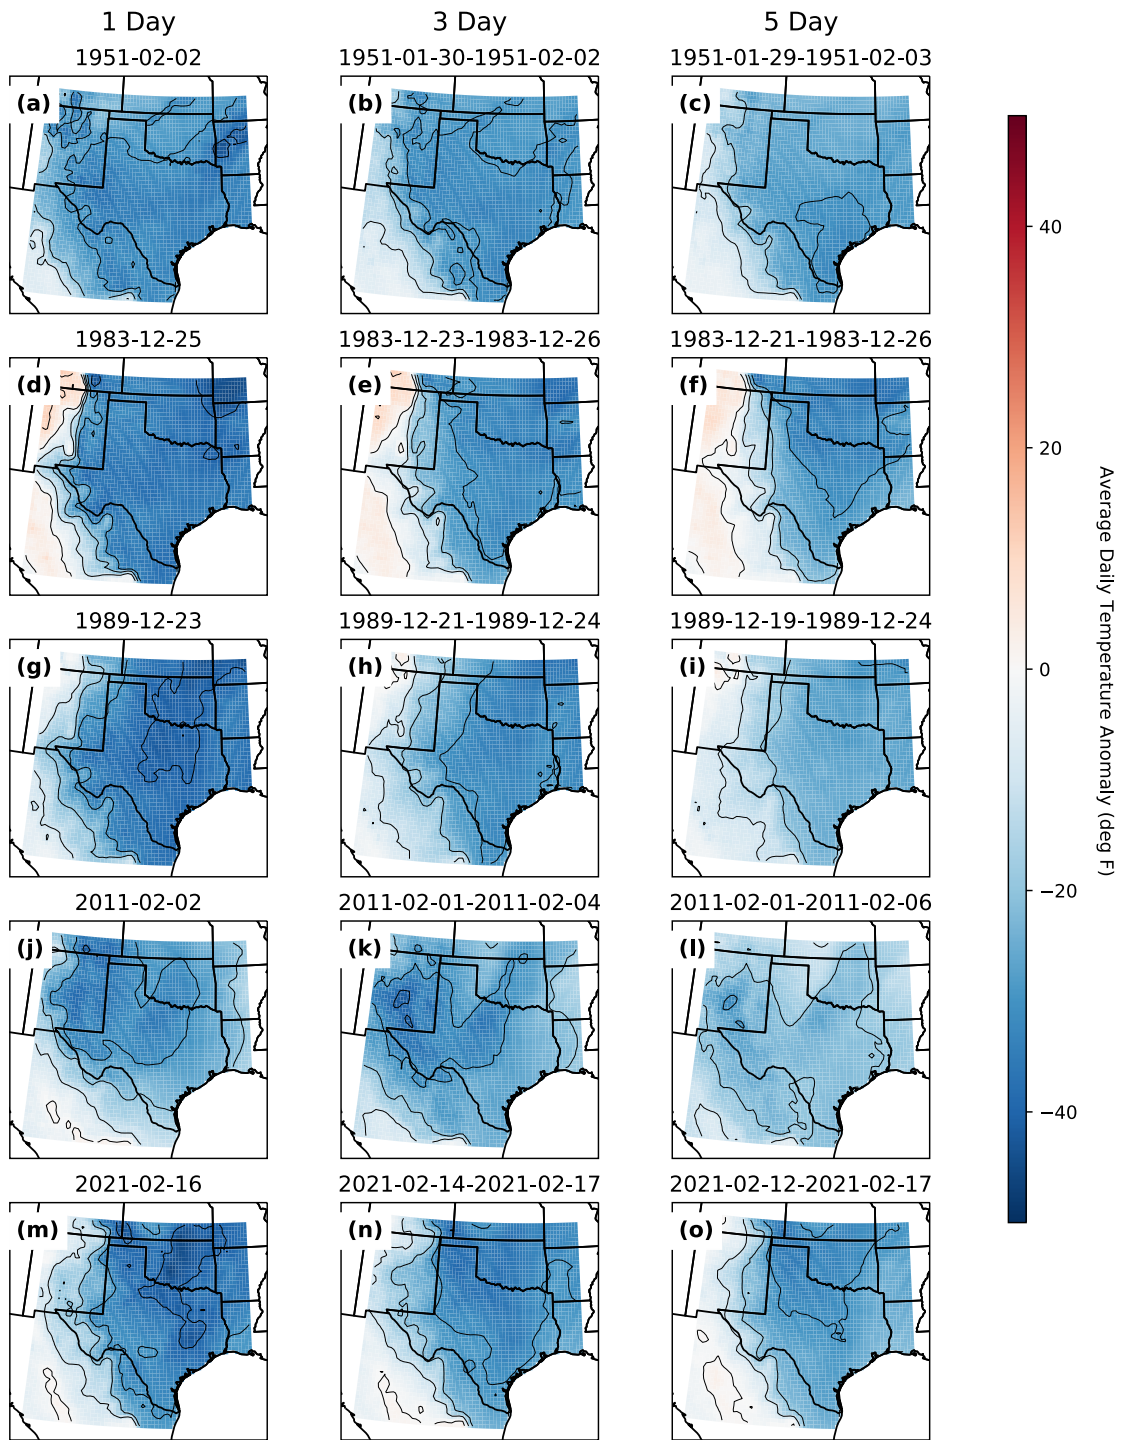 1 Day 3 Day 5 Day
1951-02-02 1951-01-30-1951-02-02 1951-01-29-1951-02-03
(a) (b) (c)
1983-12-25 1983-12-23-1983-12-26 1983-12-21-1983-12-26
(d) (e) (f)
1989-12-23 1989-12-21-1989-12-24 1989-12-19-1989-12-24
(g) (h) (i)
2011-02-02 2011-02-01-2011-02-04 2011-02-01-2011-02-06
(j) (k) (l)
2021-02-16 2021-02-14-2021-02-17 2021-02-12-2021-02-17
(m) (n) (o)
40
20
0
−20
−40
Average Daily Temperature Anomaly (deg F)